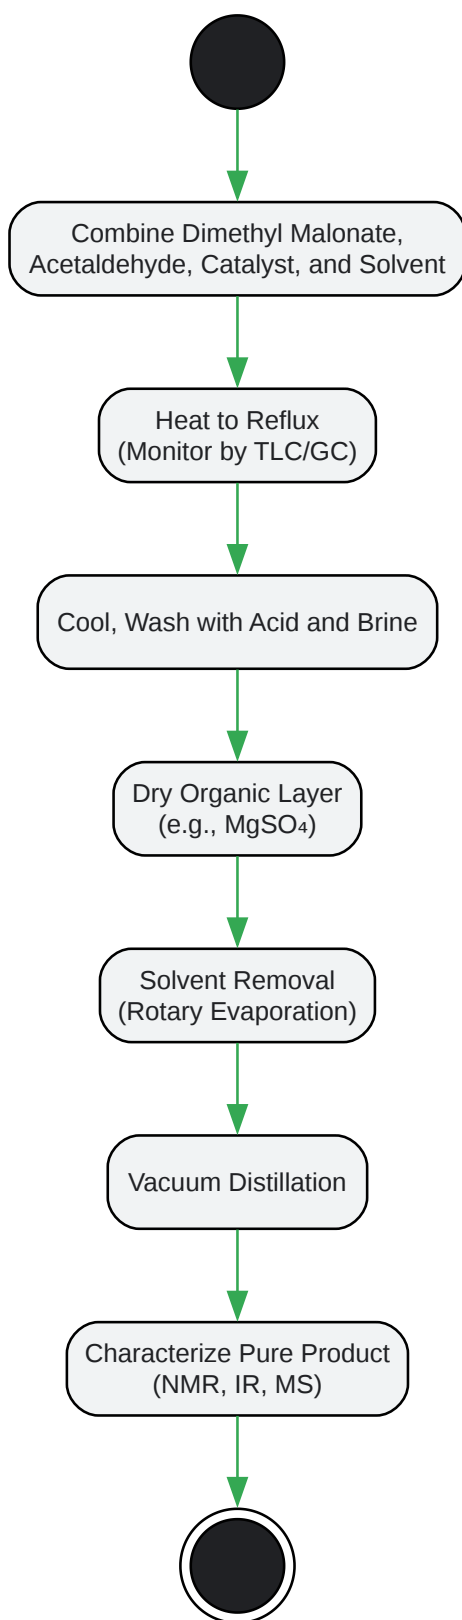 Combine Dimethyl Malonate,
Acetaldehyde, Catalyst, and Solvent
Heat to Reflux
(Monitor by TLC/GC)
Cool, Wash with Acid and Brine
Dry Organic Layer
(e.g., MgSO₄)
Solvent Removal
(Rotary Evaporation)
Vacuum Distillation
Characterize Pure Product
(NMR, IR, MS)